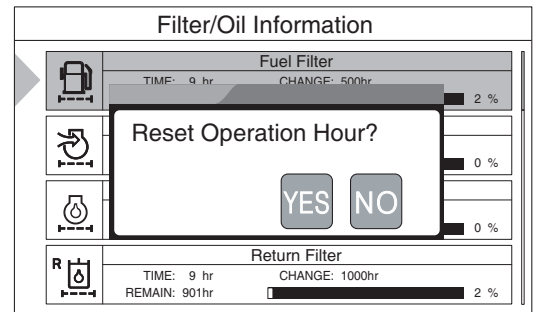 Filter/Oil Information
Fuel Filter
TIME: 9 hr CHANGE: 500hr
2 %
Reset Operation Hour?
0 %
YES NO
0 %
Return Filter
R
TIME: 9 hr CHANGE: 1000hr
REMAIN: 901hr 2 %